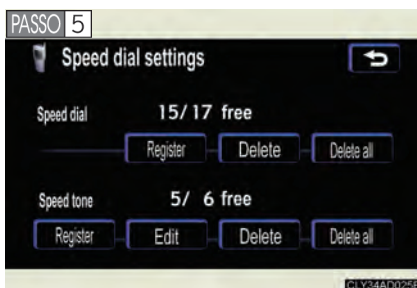 PASSO 5
Speed dial settings
Speed dial 15/17 free
Register Delete Delete all
Speed tone 5/ 6 free
Register Edit Delete Delete all
CLY34AD025B